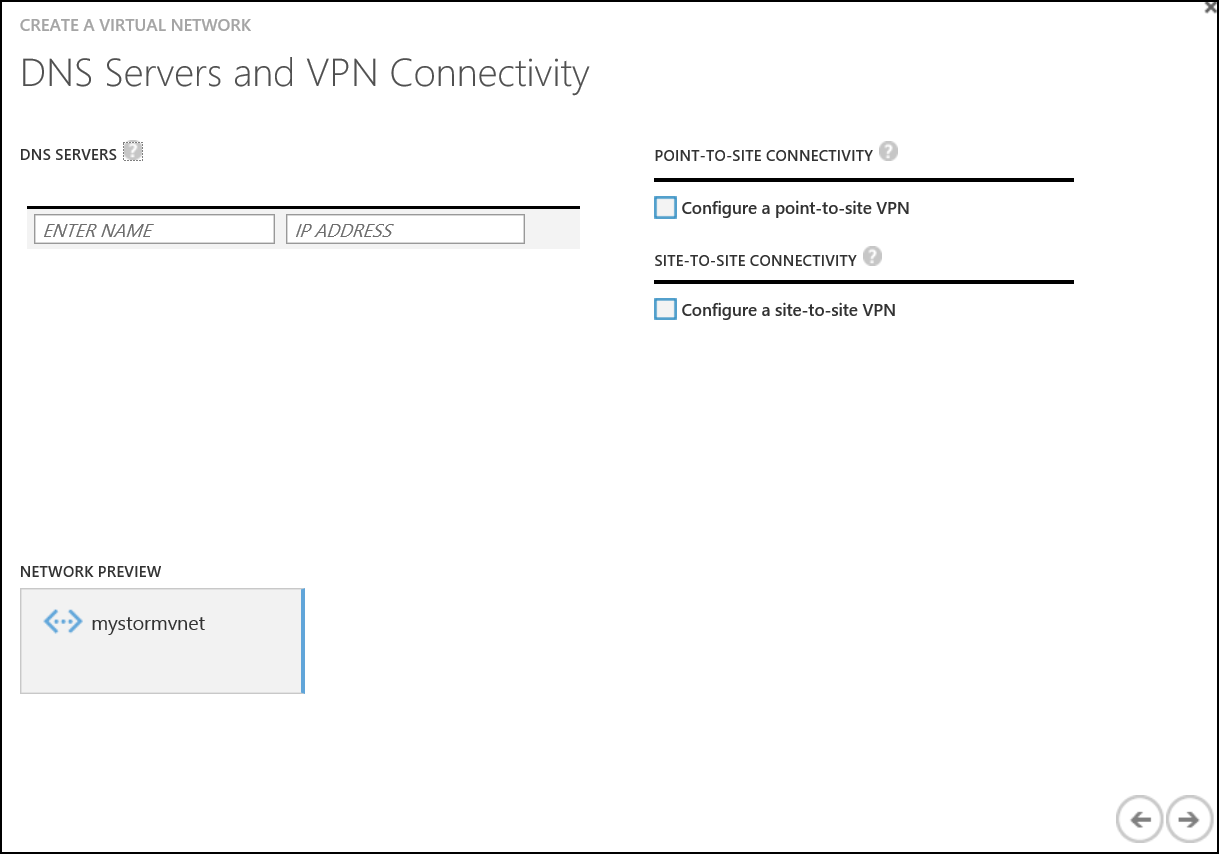 CREATE A VIRTUAL NETWORK
DNS Servers and VPN Connectivity
DNS SERVERS ?
ENTER NAME
IP ADDRESS
POINT-TO-SITE CONNECTIVITY ?
Configure a point-to-site VPN
SITE-TO-SITE CONNECTIVITY ?
Configure a site-to-site VPN
NETWORK PREVIEW
mystormvnet